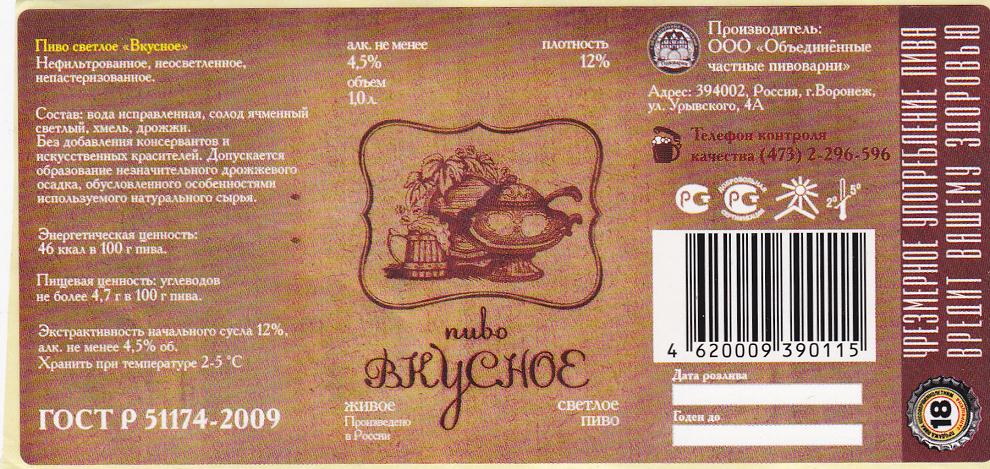 Пиво светлое «Вкусное»
Нефильтрованное, неосветленное,
непастеризованное.
Состав: вода исправленная, солод ячменный
светлый, хмель, дрожжи.
Без добавления консервантов и
искусственных красителей. Допускается
образование незначительного дрожжевого
осадка, обусловленного особенностями
используемого натурального сырья.
Энергетическая ценность:
46 ккал в 100 г пива.
Пищевая ценность: углеводов
не более 4,7 г в 100 г пива.
Экстрактивность начального сусла 12%,
алк. не менее 4,5% об.
Хранить при температуре 2-5 °C
ГОСТ Р 51174-2009
алк. не менее
4,5%
объем
1,0 л.
плотность
12%
пиво
ВКУСНОЕ
живое
Произведено
в России
светлое
пиво
Производитель:
ООО «Объединённые
частные пивоварни»
Адрес: 394002, Россия, г.Воронеж,
ул. Урывского, 4А
Телефон контроля
качества (473) 2-296-596
2° 5°
4 620009 390115
Дата розлива
Годен до
ЧРЕЗМЕРНОЕ УПОТРЕБЛЕНИЕ ПИВА
ВРЕДИТ ВАШЕМУ ЗДОРОВЬЮ
18